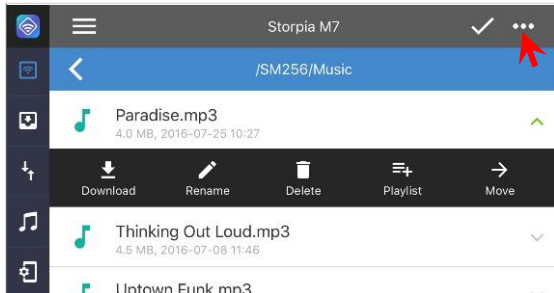 Storpia M7
/SM256/Music
Paradise.mp3
4.0 MB, 2016-07-25 10:27
Download Rename Delete Playlist Move
Thinking Out Loud.mp3
4.5 MB, 2016-07-08 11:46
Uptown Funk.mp3